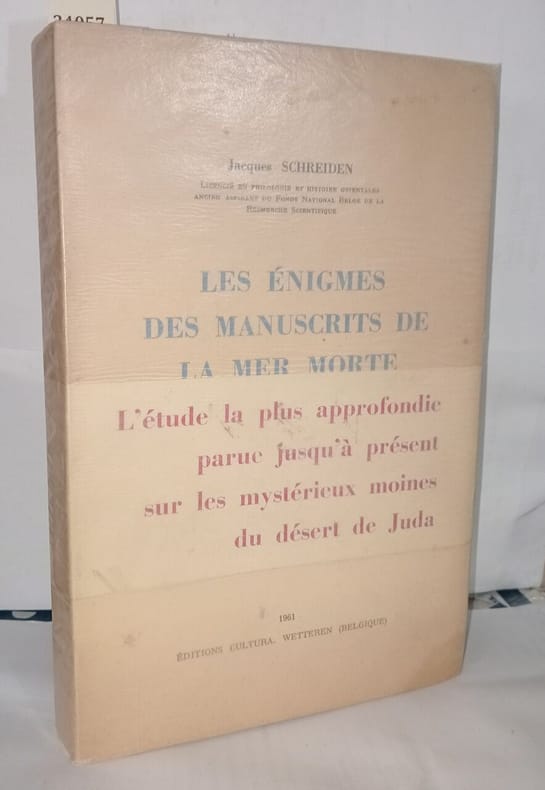 34057
Jacques SCHREIDEN
LICENCIÉ EN PHILOLOGIE ET HISTOIRE ORIENTALES
ANCIEN ASPIRANT DU FONDS NATIONAL BELGE DE LA
RECHERCHE SCIENTIFIQUE
LES ÉNIGMES
DES MANUSCRITS DE
LA MER MORTE
L'étude la plus approfondie
parue jusqu'à présent
sur les mystérieux moines
du désert de Juda
1961
ÉDITIONS CULTURA, WETTEREN (BELGIQUE)